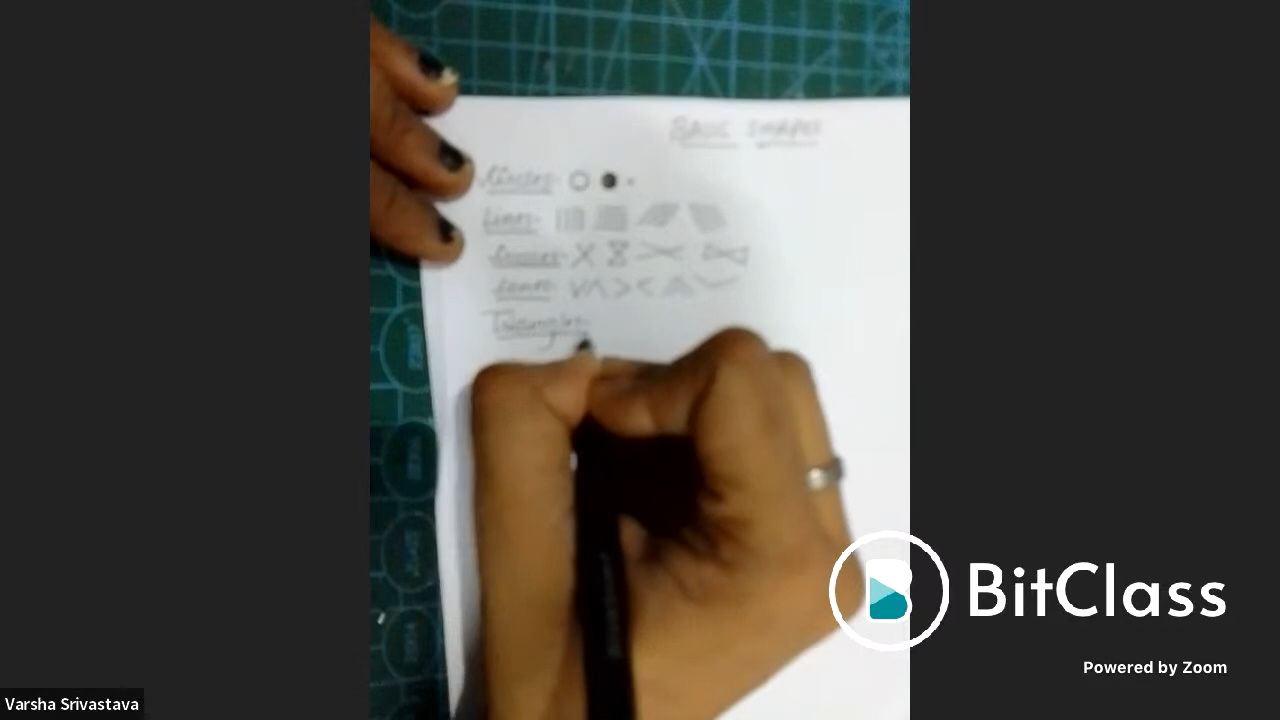 BASIC SHAPES
Circles-
Lines-
Crosses-
Triangles-
BitClass
Powered by Zoom
Varsha Srivastava